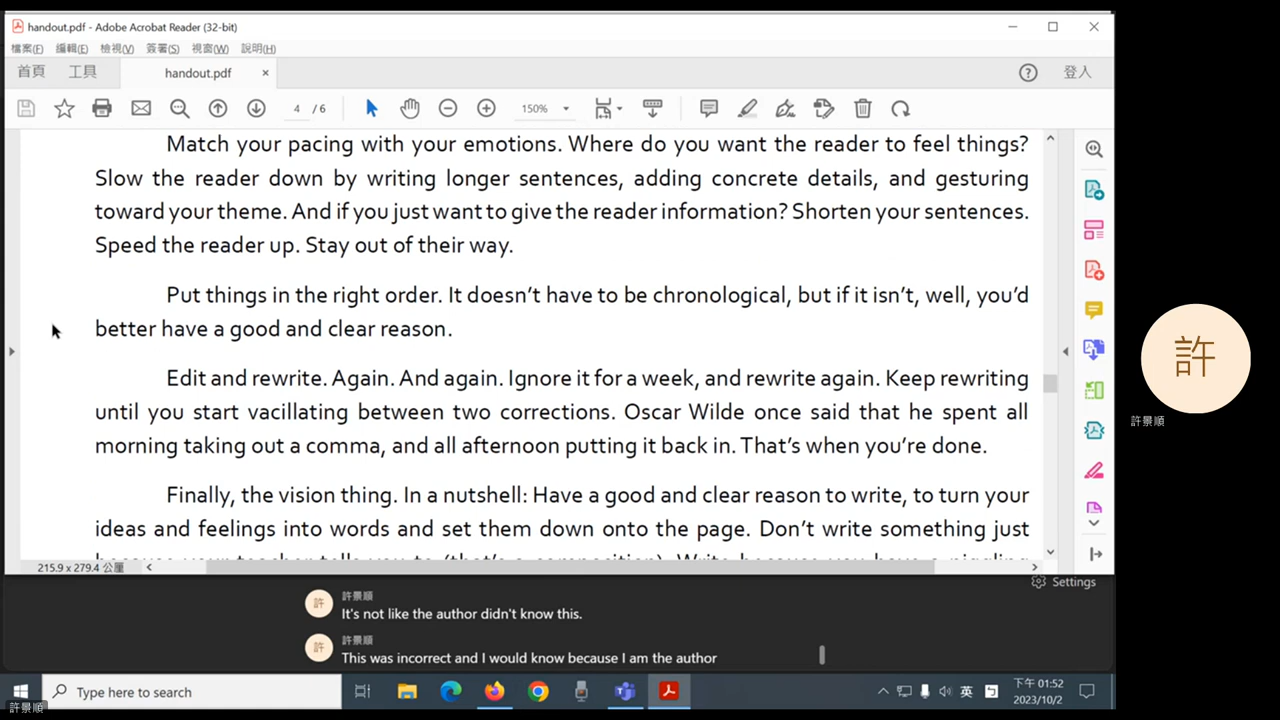 handout.pdf - Adobe Acrobat Reader (32-bit)
檔案(F) 編輯(E) 檢視(V) 簽署(S) 視窗(W) 說明(H)
首頁 工具 handout.pdf × 登入
4 / 6 150%
Match your pacing with your emotions. Where do you want the reader to feel things?
Slow the reader down by writing longer sentences, adding concrete details, and gesturing
toward your theme. And if you just want to give the reader information? Shorten your sentences.
Speed the reader up. Stay out of their way.
Put things in the right order. It doesn't have to be chronological, but if it isn't, well, you'd
better have a good and clear reason.
Edit and rewrite. Again. And again. Ignore it for a week, and rewrite again. Keep rewriting
until you start vacillating between two corrections. Oscar Wilde once said that he spent all
morning taking out a comma, and all afternoon putting it back in. That's when you're done.
Finally, the vision thing. In a nutshell: Have a good and clear reason to write, to turn your
ideas and feelings into words and set them down onto the page. Don't write something just
215.9 x 279.4 公釐
許
許景順
Settings
許 許景順
It's not like the author didn't know this.
許 許景順
This was incorrect and I would know because I am the author
Type here to search
英
下午 01:52
2023/10/2
許景順